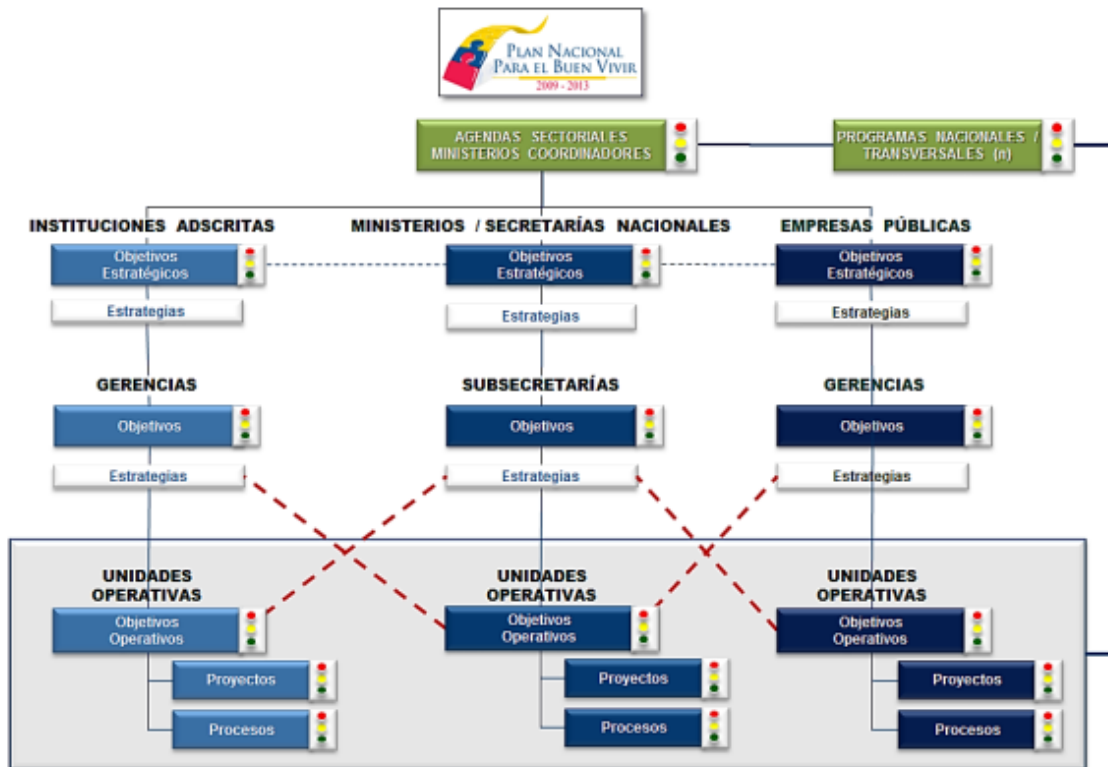 PLAN NACIONAL
PARA EL BUEN VIVIR
2009 - 2013
AGENDAS SECTORIALES
MINISTERIOS COORDINADORES
PROGRAMAS NACIONALES /
TRANSVERSALES (n)
INSTITUCIONES ADSCRITAS
MINISTERIOS / SECRETARÍAS NACIONALES
EMPRESAS PÚBLICAS
Objetivos
Estratégicos
Objetivos
Estratégicos
Objetivos
Estratégicos
Estrategias
Estrategias
Estrategias
GERENCIAS
SUBSECRETARÍAS
GERENCIAS
Objetivos
Objetivos
Objetivos
Estrategias
Estrategias
Estrategias
UNIDADES
OPERATIVAS
UNIDADES
OPERATIVAS
UNIDADES
OPERATIVAS
Objetivos
Operativos
Objetivos
Operativos
Objetivos
Operativos
Proyectos
Proyectos
Proyectos
Procesos
Procesos
Procesos